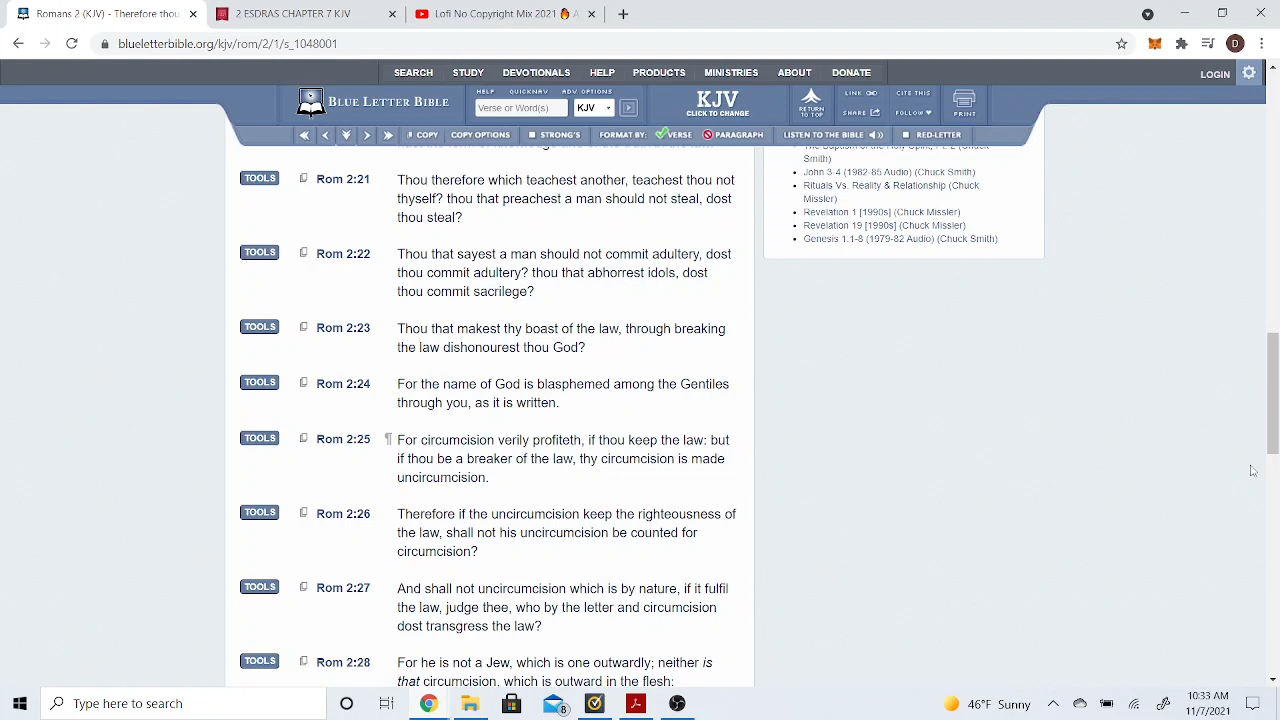 Romans 2 (KJV) - Therefore thou
2 ESDRAS CHAPTER 7 KJV
Lofi No Copyright Mix 2021 🔥 A
blueletterbible.org/kjv/rom/2/1/s_1048001
D
SEARCH STUDY DEVOTIONALS HELP PRODUCTS MINISTRIES ABOUT DONATE
LOGIN
BLUE LETTER BIBLE
HELP QUICKNAV ADV. OPTIONS
Verse or Word(s) KJV
KJV
CLICK TO CHANGE
RETURN TO TOP
LINK
SHARE
CITE THIS
FOLLOW
PRINT
COPY COPY OPTIONS STRONG'S FORMAT BY: VERSE PARAGRAPH LISTEN TO THE BIBLE RED-LETTER
Smith)
John 3-4 (1982-85 Audio) (Chuck Smith)
Rituals Vs. Reality & Relationship (Chuck
Missler)
Revelation 1 [1990s] (Chuck Missler)
Revelation 19 [1990s] (Chuck Missler)
Genesis 1.1-8 (1979-82 Audio) (Chuck Smith)
TOOLS Rom 2:21 Thou therefore which teachest another, teachest thou not
thyself? thou that preachest a man should not steal, dost
thou steal?
TOOLS Rom 2:22 Thou that sayest a man should not commit adultery, dost
thou commit adultery? thou that abhorrest idols, dost
thou commit sacrilege?
TOOLS Rom 2:23 Thou that makest thy boast of the law, through breaking
the law dishonourest thou God?
TOOLS Rom 2:24 For the name of God is blasphemed among the Gentiles
through you, as it is written.
TOOLS Rom 2:25 ¶ For circumcision verily profiteth, if thou keep the law: but
if thou be a breaker of the law, thy circumcision is made
uncircumcision.
TOOLS Rom 2:26 Therefore if the uncircumcision keep the righteousness of
the law, shall not his uncircumcision be counted for
circumcision?
TOOLS Rom 2:27 And shall not uncircumcision which is by nature, if it fulfil
the law, judge thee, who by the letter and circumcision
dost transgress the law?
TOOLS Rom 2:28 For he is not a Jew, which is one outwardly; neither is
that circumcision, which is outward in the flesh:
Type here to search
8
46°F Sunny
10:33 AM
11/7/2021